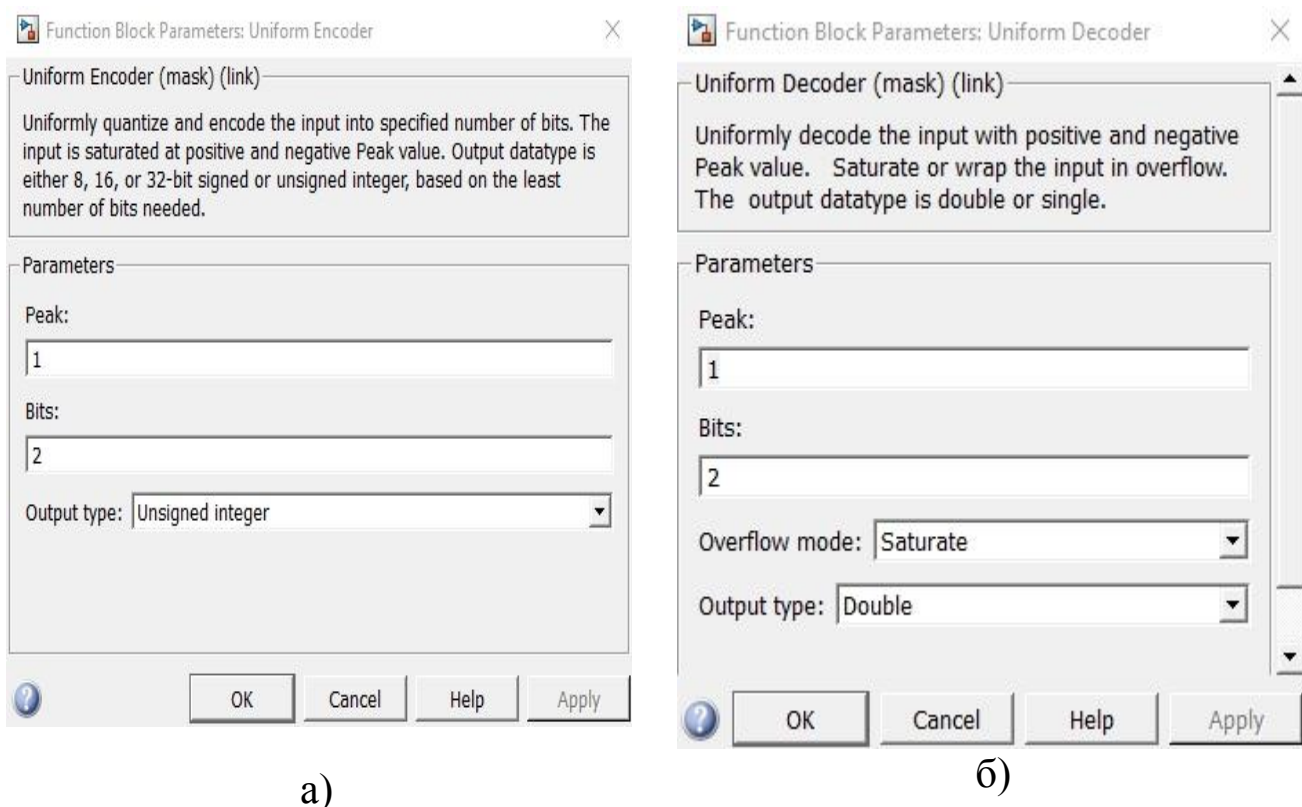 Function Block Parameters: Uniform Encoder
Uniform Encoder (mask) (link)
Uniformly quantize and encode the input into specified number of bits. The
input is saturated at positive and negative Peak value. Output datatype is
either 8, 16, or 32-bit signed or unsigned integer, based on the least
number of bits needed.
Parameters
Peak:
1
Bits:
2
Output type: Unsigned integer
OK Cancel Help Apply
а)
Function Block Parameters: Uniform Decoder
Uniform Decoder (mask) (link)
Uniformly decode the input with positive and negative
Peak value. Saturate or wrap the input in overflow.
The output datatype is double or single.
Parameters
Peak:
1
Bits:
2
Overflow mode: Saturate
Output type: Double
OK Cancel Help Apply
б)